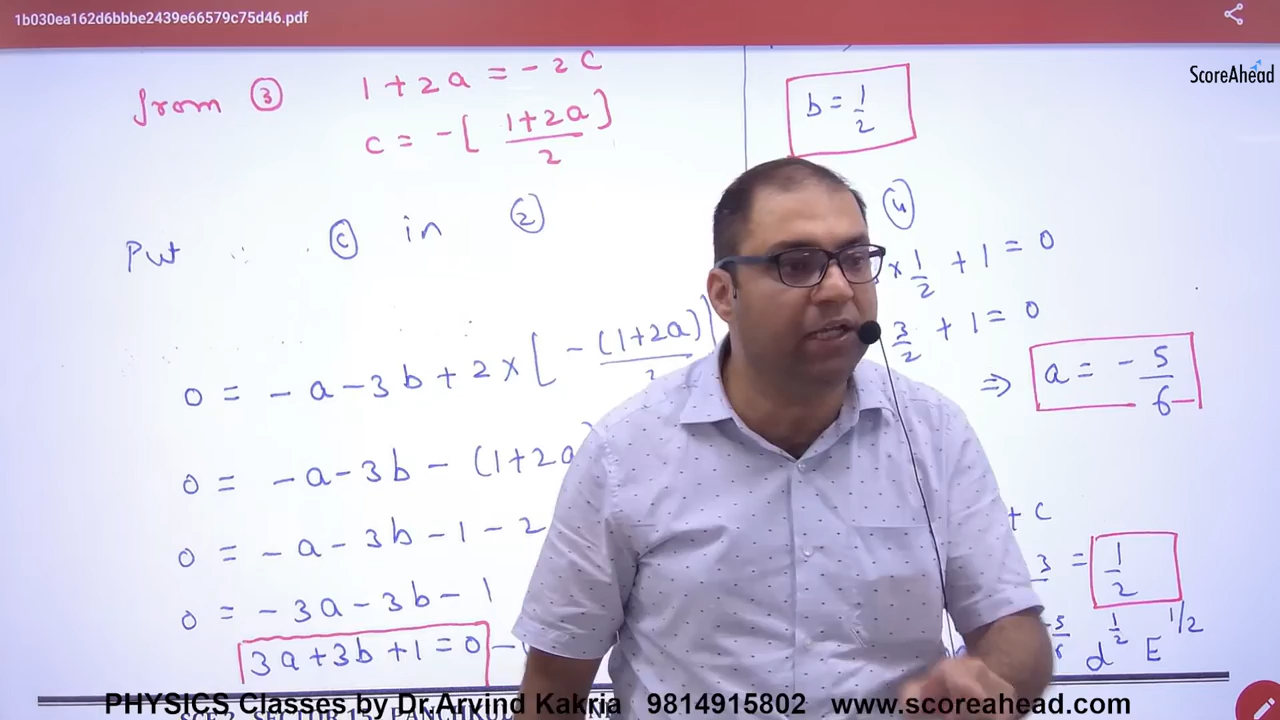 1b030ea162d6bbbe2439e66579c75d46.pdf
ScoreAhead
from ③ 1 + 2a = -2c
c = -[ (1+2a)/2 ]
Put ⓒ in ②
0 = -a - 3b + 2 × [ -(1+2a)
0 = -a - 3b - (1+2a
0 = -a - 3b - 1 - 2
0 = -3a - 3b - 1
3a + 3b + 1 = 0
b = 1/2
④
× 1/2 + 1 = 0
3/2 + 1 = 0
⇒ a = - 5/6
+ c
3 = 1/2
d^1/2 E^1/2
PHYSICS Classes by Dr.Arvind Kakria 9814915802 www.scoreahead.com